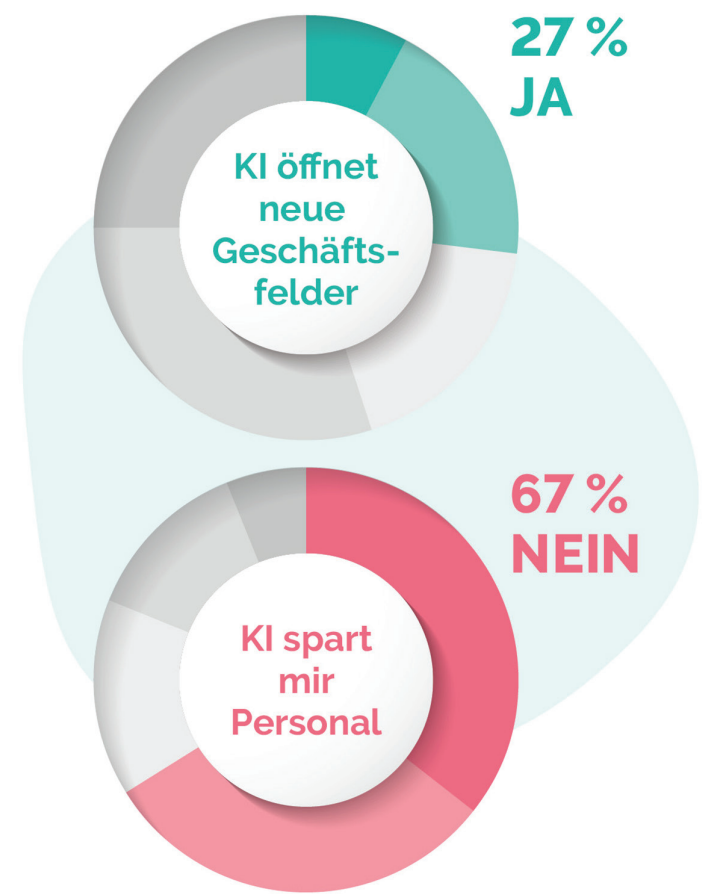 27 %
JA
KI öffnet
neue
Geschäfts-
felder
67 %
NEIN
KI spart
mir
Personal